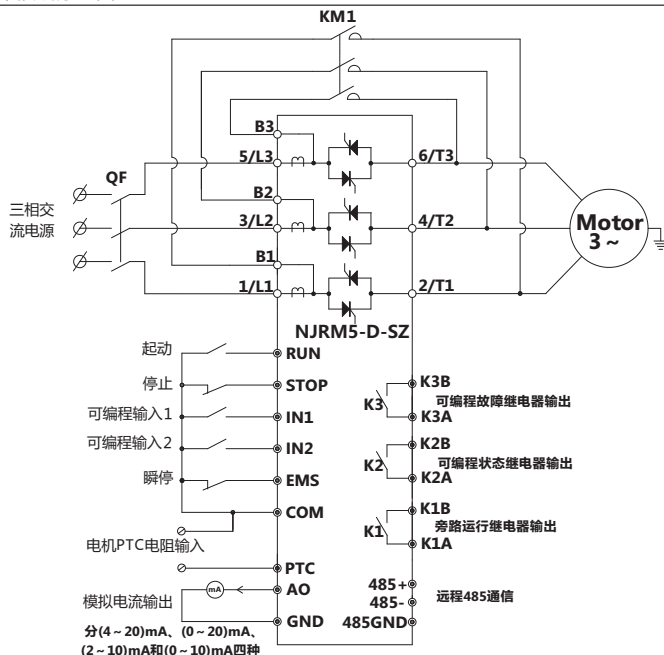 KM1
B3
5/L3
6/T3
QF
B2
三相交
流电源
3/L2
4/T2
Motor
3~
B1
1/L1
2/T1
NJRM5-D-SZ
起动
RUN
停止
STOP
可编程输入1
IN1
可编程输入2
IN2
瞬停
EMS
COM
电机PTC电阻输入
PTC
mA
AO
模拟电流输出
GND
分(4~20)mA、(0~20)mA、
(2~10)mA和(0~10)mA四种
K3B
K3
可编程故障继电器输出
K3A
K2B
K2
可编程状态继电器输出
K2A
K1B
K1
旁路运行继电器输出
K1A
485+
485-
远程485通信
485GND